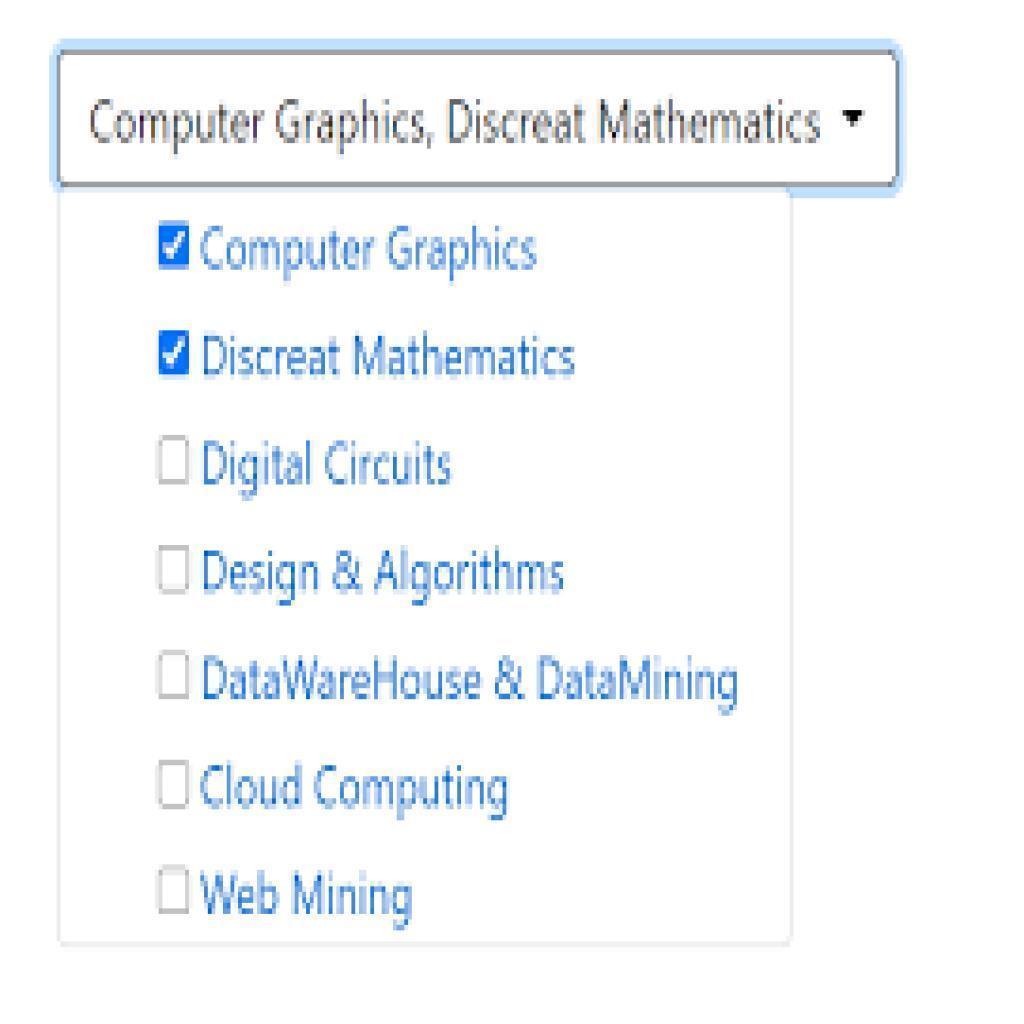 Computer Graphics, Discreat Mathematics
Computer Graphics
Discreat Mathematics
Digital Circuits
Design & Algorithms
DataWareHouse & DataMining
Cloud Computing
Web Mining